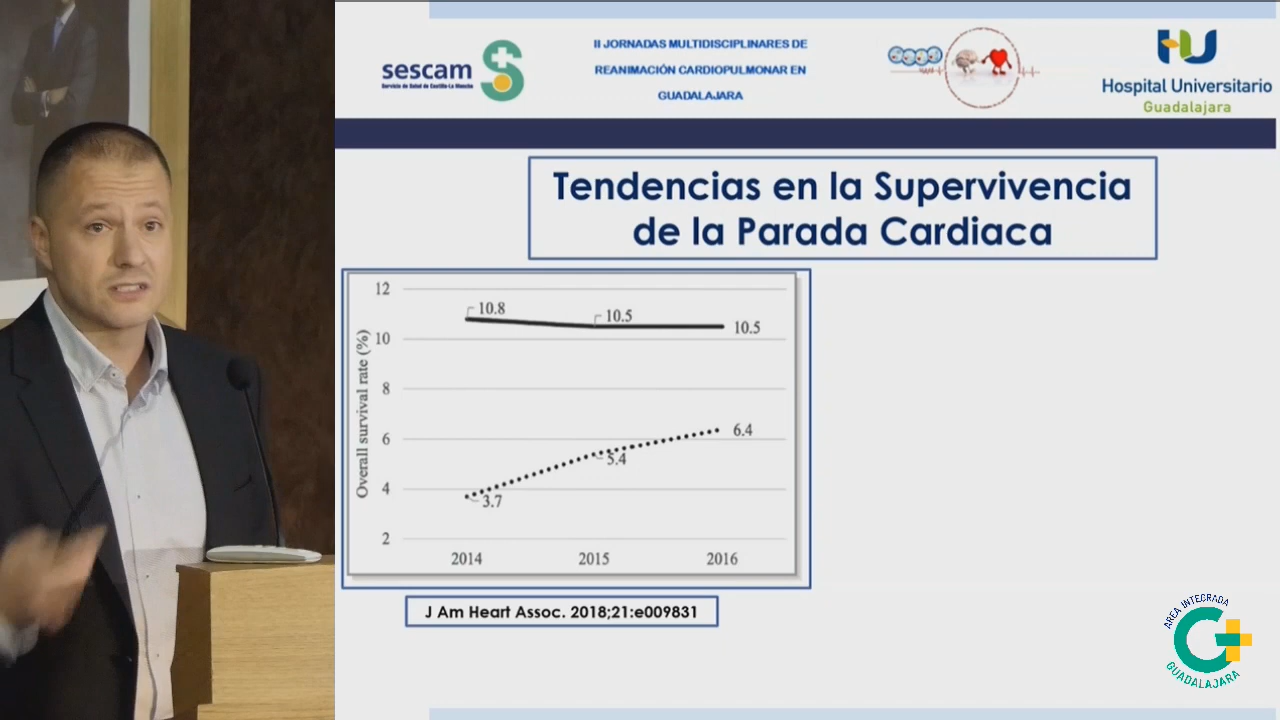 sescam
Servicio de Salud de Castilla-La Mancha
II JORNADAS MULTIDISCIPLINARES DE
REANIMACIÓN CARDIOPULMONAR EN
GUADALAJARA
Hospital Universitario
Guadalajara
Tendencias en la Supervivencia
de la Parada Cardiaca
Overall survival rate (%)
12
10
8
6
4
2
10.8
10.5
10.5
3.7
5.4
6.4
2014
2015
2016
J Am Heart Assoc. 2018;21:e009831
AREA INTEGRADA
GUADALAJARA